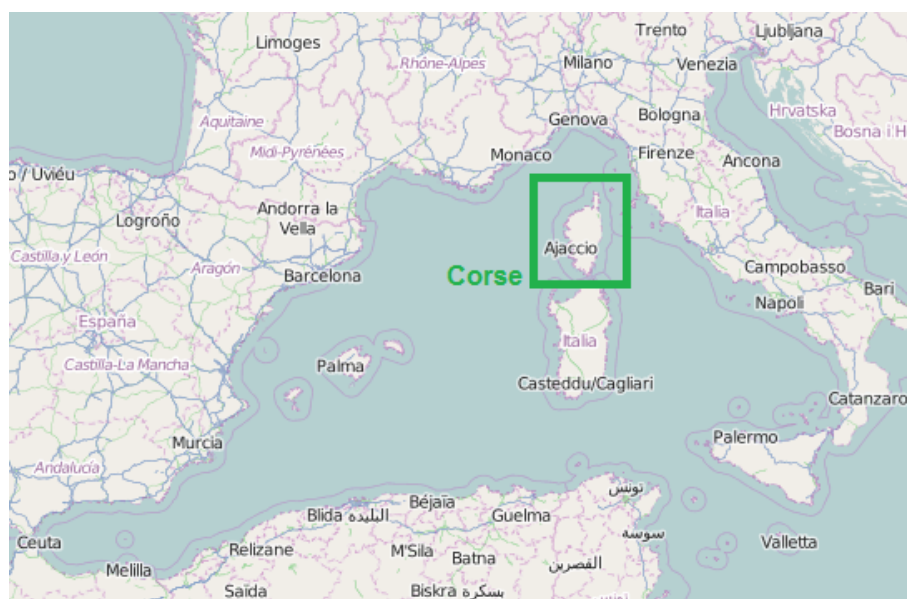 Limoges
Rhône-Alpes
Trento
Ljubljana
Milano
Venezia
Aquitaine
Genova
Bologna
Hrvatska
Bosna i H
Midi-Pyrénées
Monaco
Firenze
Ancona
o / Uviéu
Logroño
Andorra la
Vella
Italia
Castilla y León
Aragón
Barcelona
Ajaccio
Corse
Campobasso
Napoli
Bari
España
Castilla-La Mancha
Palma
Italia
Casteddu/Cagliari
Catanzaro
Murcia
Palermo
Andalucía
تونس
Blida البليدة
Béjaïa
Guelma
سوسة
Ceuta
Melilla
Relizane
M'Sila
Batna
القصرين
Valletta
Saïda
Biskra بسكرة
تونس